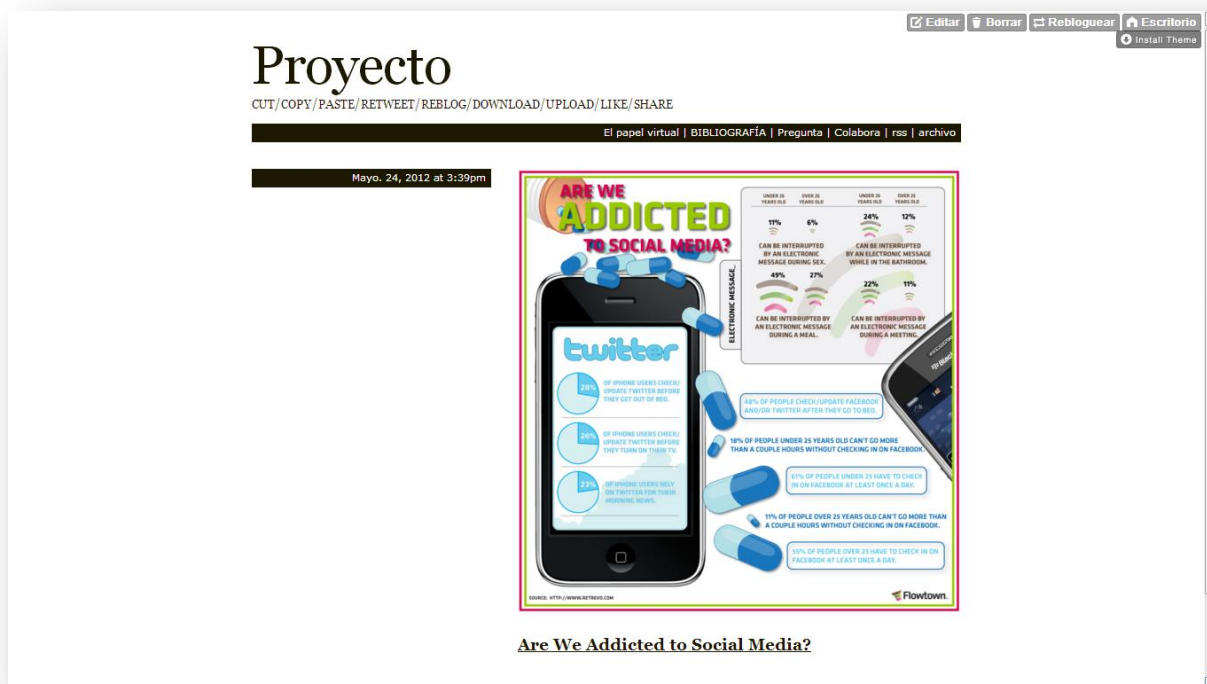 Editar Borrar Rebloguear Escritorio
Install Theme
Proyecto
CUT/COPY/PASTE/RETWEET/REBLOG/DOWNLOAD/UPLOAD/LIKE/SHARE
El papel virtual | BIBLIOGRAFÍA | Pregunta | Colabora | rss | archivo
Mayo. 24, 2012 at 3:39pm
ARE WE
ADDICTED
TO SOCIAL MEDIA?
ELECTRONIC MESSAGE
UNDER 25 OVER 25
YEARS OLD YEARS OLD
11% 6%
CAN BE INTERRUPTED
BY AN ELECTRONIC
MESSAGE DURING SEX.
UNDER 25 OVER 25
YEARS OLD YEARS OLD
24% 12%
CAN BE INTERRUPTED
BY AN ELECTRONIC MESSAGE
WHILE IN THE BATHROOM.
49% 27%
CAN BE INTERRUPTED BY
AN ELECTRONIC MESSAGE
DURING A MEAL.
22% 11%
CAN BE INTERRUPTED BY
AN ELECTRONIC MESSAGE
DURING A MEETING.
twitter
28%
OF IPHONE USERS CHECK/
UPDATE TWITTER BEFORE
THEY GET OUT OF BED.
26%
OF IPHONE USERS CHECK/
UPDATE TWITTER BEFORE
THEY TURN ON THEIR TV.
23%
OF IPHONE USERS RELY
ON TWITTER FOR THEIR
MORNING NEWS.
48% OF PEOPLE CHECK/UPDATE FACEBOOK
AND/OR TWITTER AFTER THEY GO TO BED.
18% OF PEOPLE UNDER 25 YEARS OLD CAN'T GO MORE
THAN A COUPLE HOURS WITHOUT CHECKING IN ON FACEBOOK.
61% OF PEOPLE UNDER 25 HAVE TO CHECK
IN ON FACEBOOK AT LEAST ONCE A DAY.
11% OF PEOPLE OVER 25 YEARS OLD CAN'T GO MORE THAN
A COUPLE HOURS WITHOUT CHECKING IN ON FACEBOOK.
55% OF PEOPLE OVER 25 HAVE TO CHECK IN ON
FACEBOOK AT LEAST ONCE A DAY.
SOURCE: HTTP://WWW.RETREVO.COM
Flowtown.
Are We Addicted to Social Media?